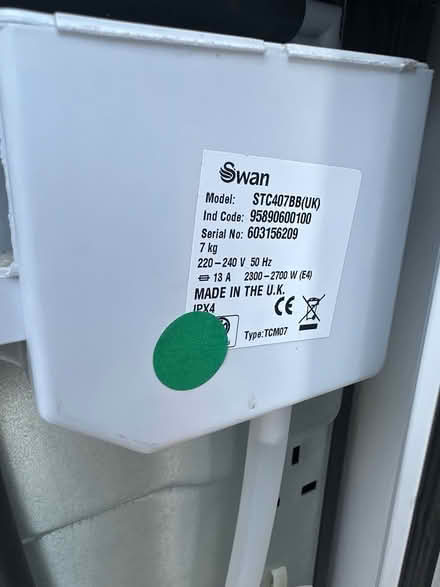 Swan
Model: STC407BB(UK)
Ind Code: 95890600100
Serial No: 603156209
7 kg
220-240 V 50 Hz
13 A 2300-2700 W (E4)
MADE IN THE U.K.
IPX4 CE
Type:TCM07